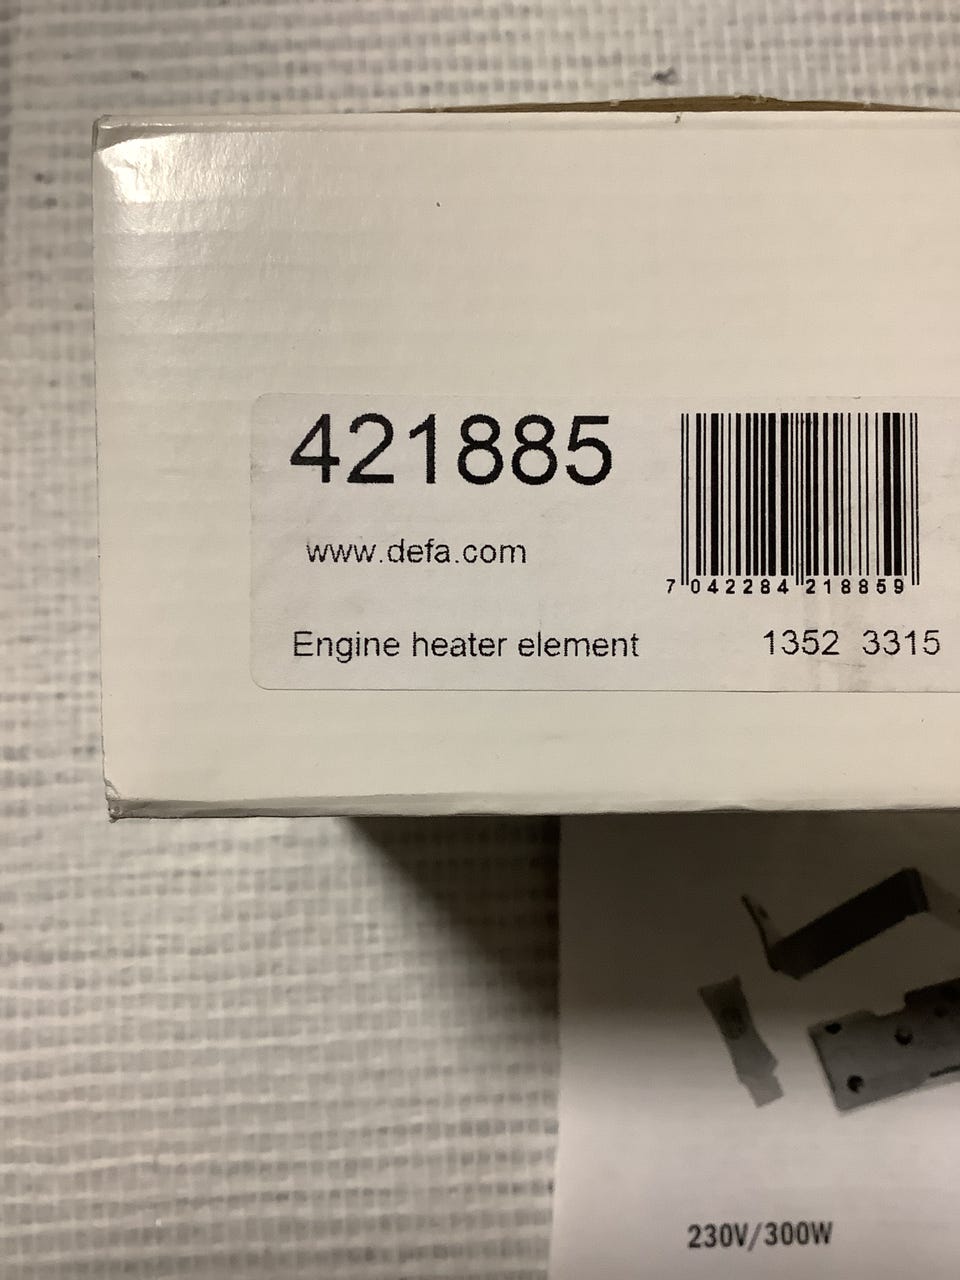 421885
www.defa.com
7 042284 218859
Engine heater element
1352 3315
230V/300W